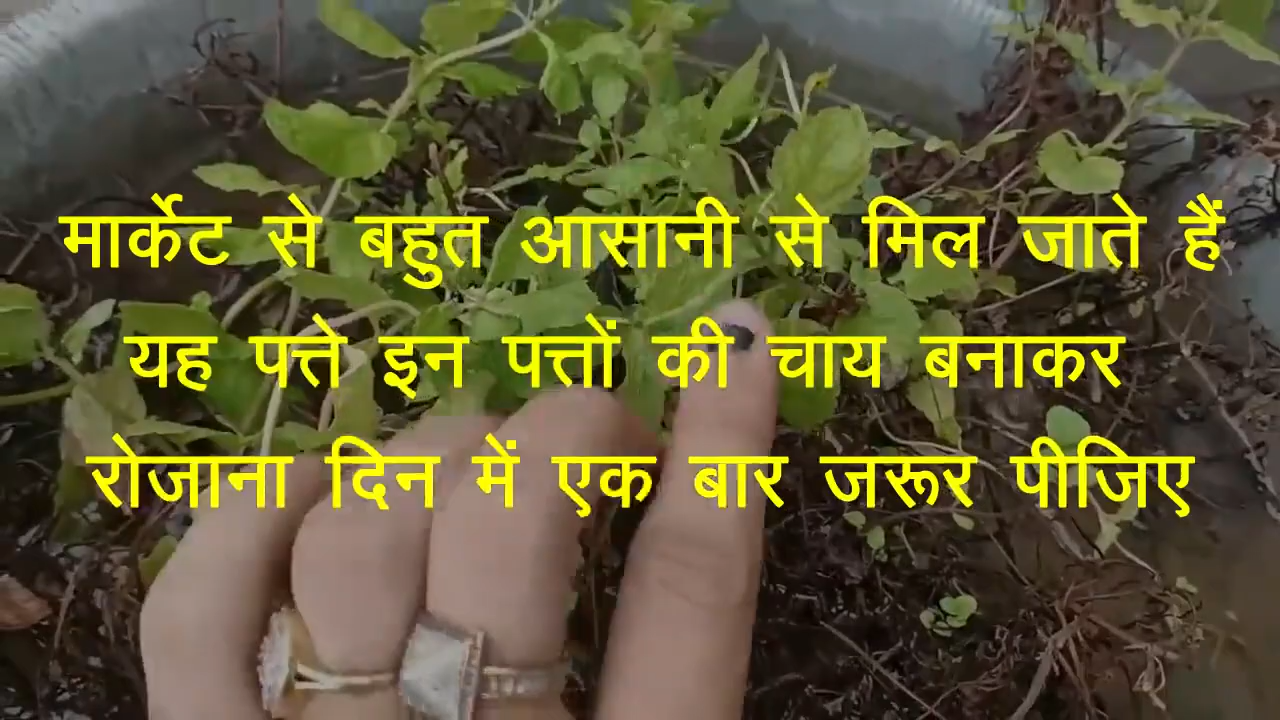 मार्केट से बहुत आसानी से मिल जाते हैं
यह पत्ते इन पत्तों की चाय बनाकर
रोजाना दिन में एक बार जरूर पीजिए